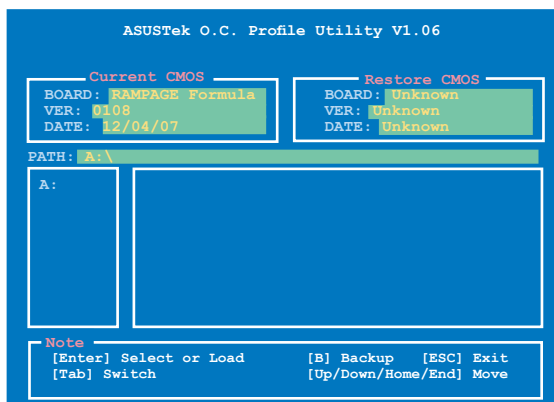 ASUSTek O.C. Profile Utility V1.06
Current CMOS
BOARD: RAMPAGE Formula
VER: 0108
DATE: 12/04/07
Restore CMOS
BOARD: Unknown
VER: Unknown
DATE: Unknown
PATH: A:\
A:
Note
[Enter] Select or Load [B] Backup [ESC] Exit
[Tab] Switch [Up/Down/Home/End] Move